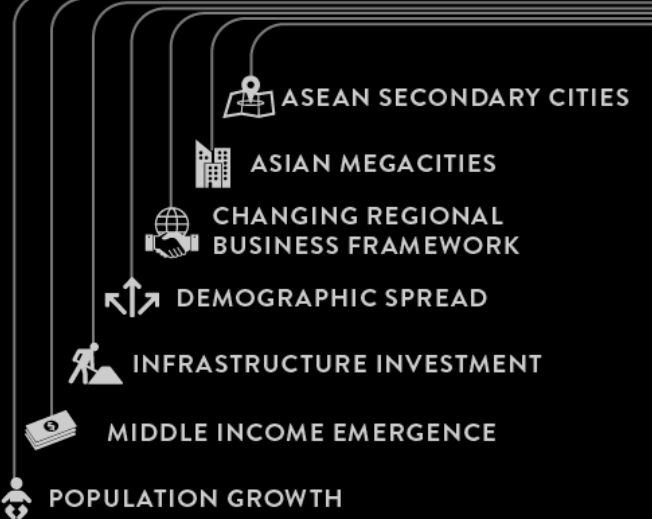 ASEAN SECONDARY CITIES
ASIAN MEGACITIES
CHANGING REGIONAL
BUSINESS FRAMEWORK
DEMOGRAPHIC SPREAD
INFRASTRUCTURE INVESTMENT
$
MIDDLE INCOME EMERGENCE
POPULATION GROWTH